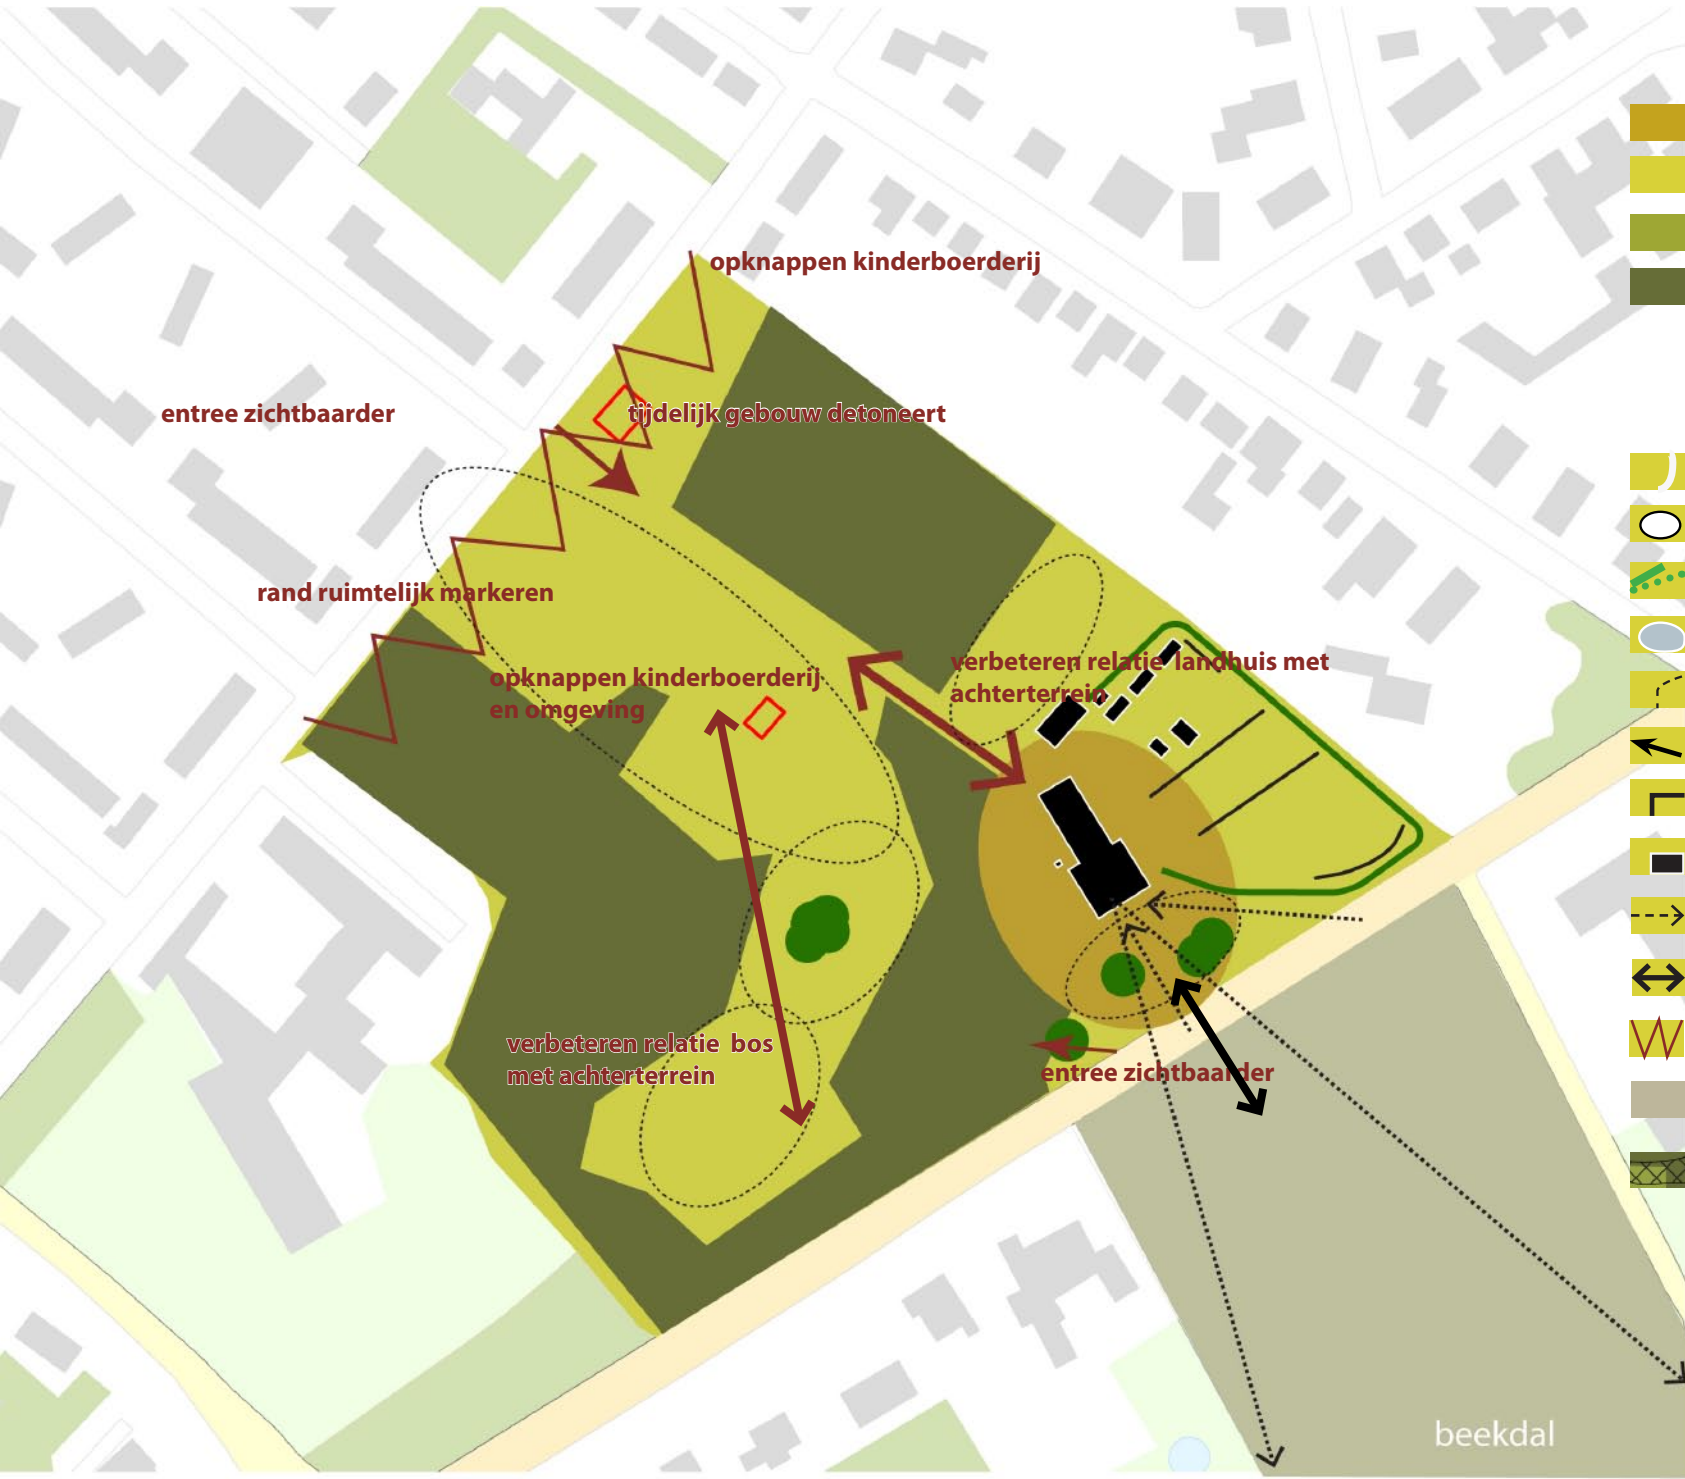 opknappen kinderboerderij
entree zichtbaarder
tijdelijk gebouw detoneert
rand ruimtelijk markeren
opknappen kinderboerderij
en omgeving
verbeteren relatie landhuis met
achterterrein
verbeteren relatie bos
met achterterrein
entree zichtbaarder
beekdal